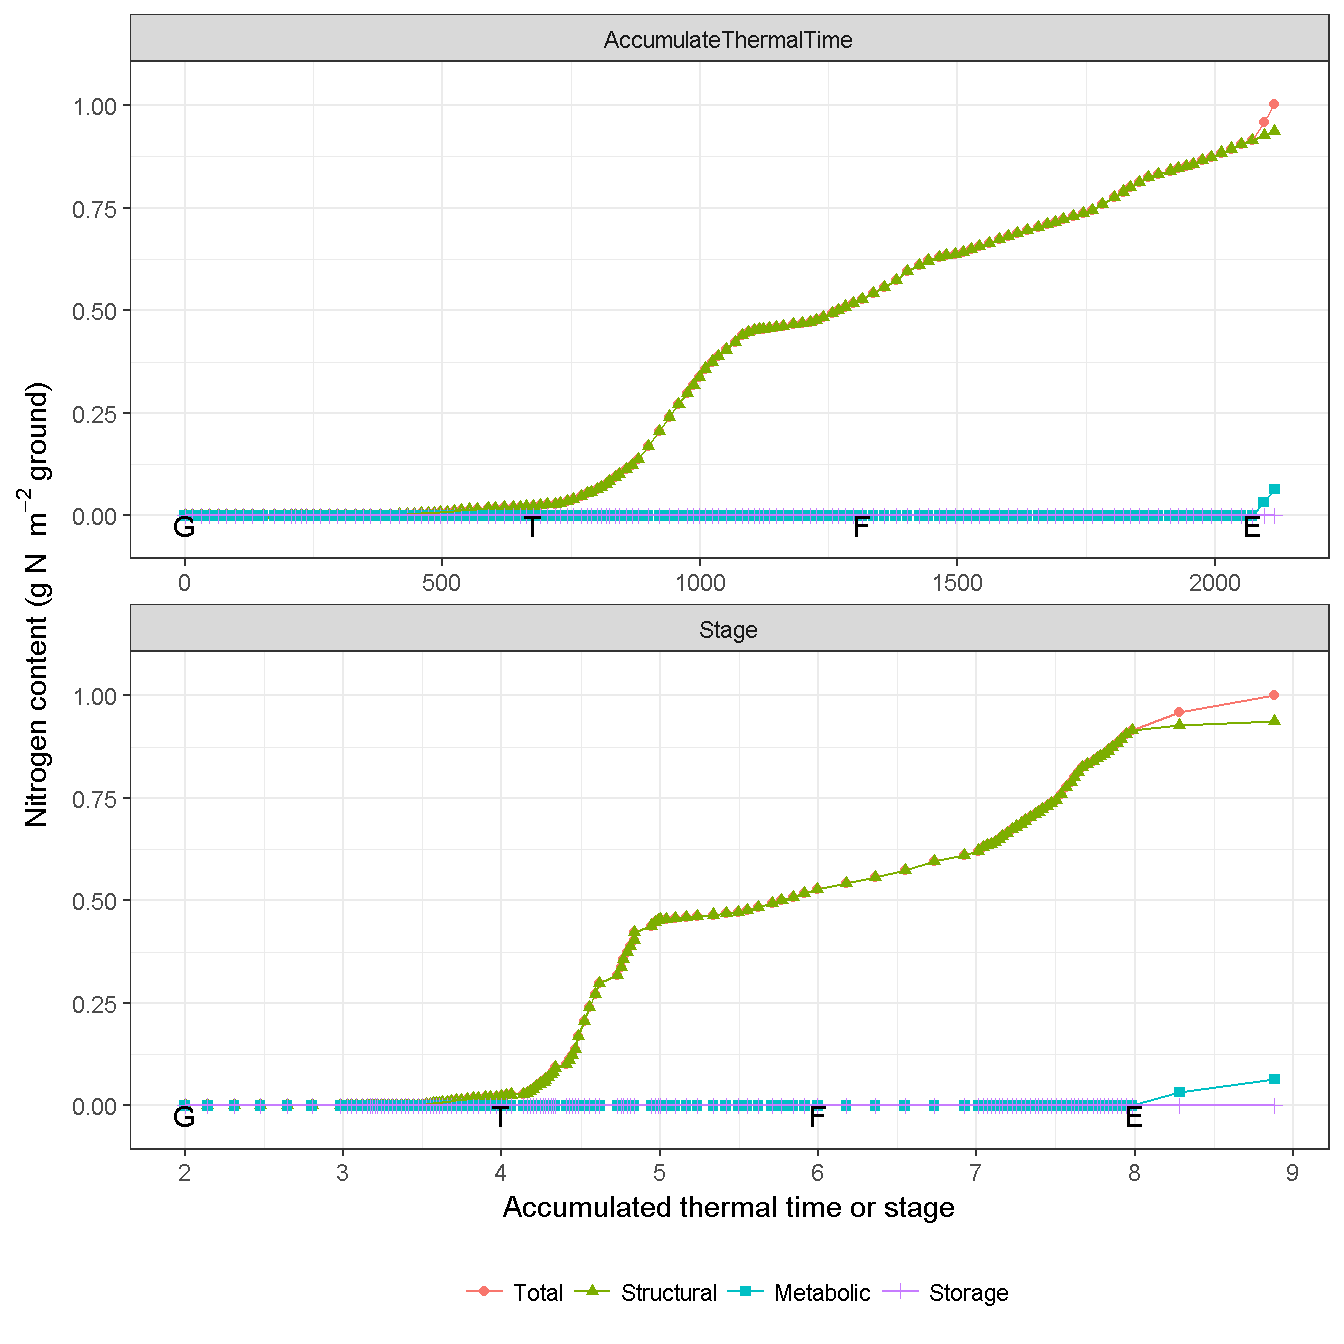 AccumulateThermalTime
1.00
0.75
0.50
0.25
0.00
G T F E
0 500 1000 1500 2000
Nitrogen content (g N m−2 ground)
Stage
1.00
0.75
0.50
0.25
0.00
G T F E
2 3 4 5 6 7 8 9
Accumulated thermal time or stage
Total Structural Metabolic Storage